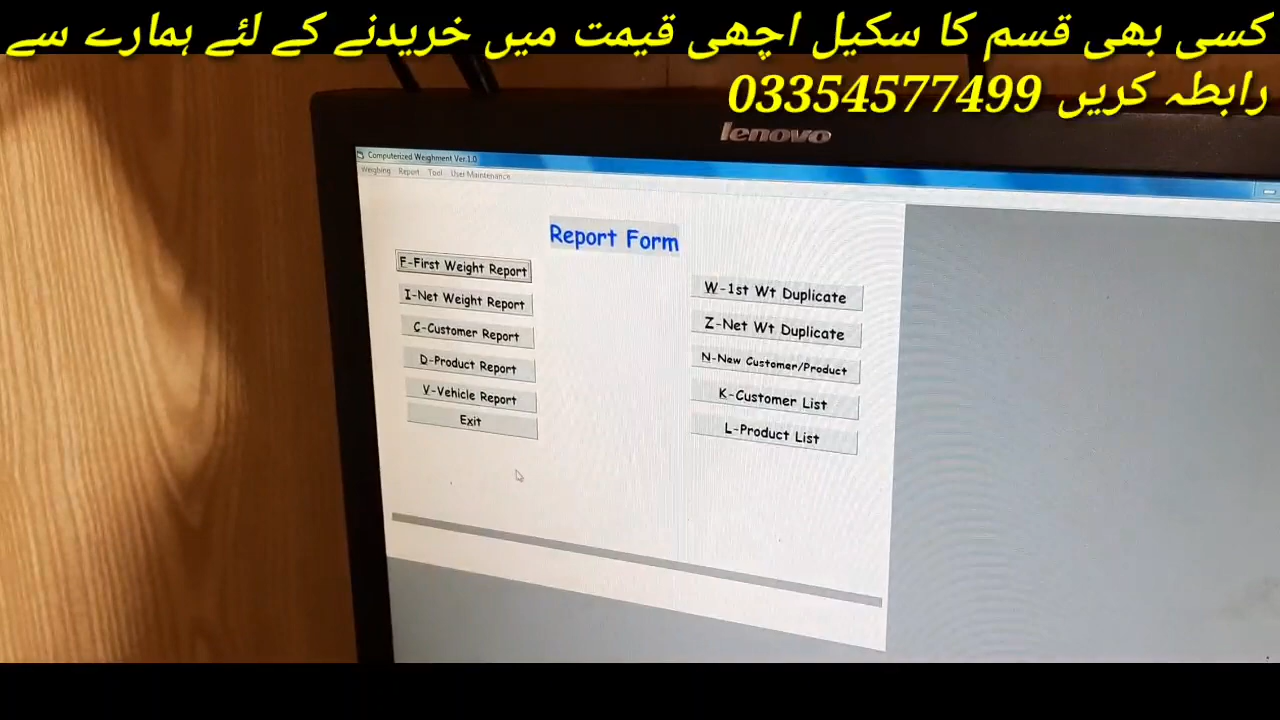 کسی بھی قسم کا سکیل اچھی قیمت میں خریدنے کے لئے ہمارے سے
رابطہ کریں 03354577499
lenovo
Computerized Weighment Ver.1.0
Weighing Report Tool User Maintenance
Report Form
F-First Weight Report
I-Net Weight Report
C-Customer Report
D-Product Report
V-Vehicle Report
Exit
W-1st Wt Duplicate
Z-Net Wt Duplicate
N-New Customer/Product
K-Customer List
L-Product List